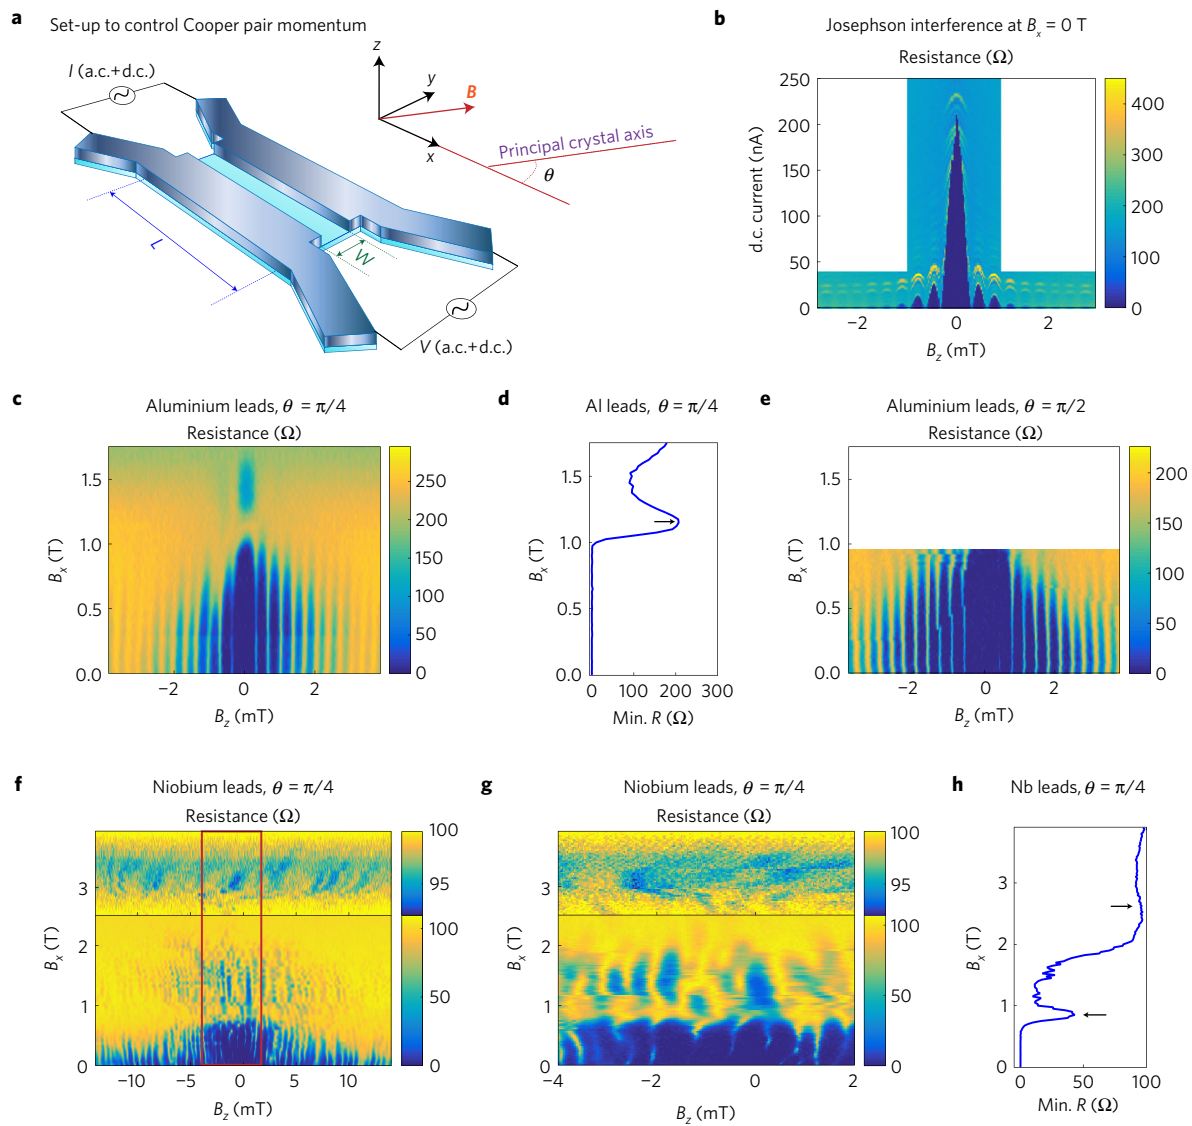 a
Set-up to control Cooper pair momentum
I (a.c.+d.c.)
z
y
B
x
Principal crystal axis
θ
L
W
V (a.c.+d.c.)
b
Josephson interference at Bx = 0 T
Resistance (Ω)
250
200
150
100
50
0
d.c. current (nA)
−2
0
2
Bz (mT)
400
300
200
100
0
c
Aluminium leads, θ = π/4
Resistance (Ω)
1.5
1.0
0.5
0.0
Bx (T)
−2
0
2
Bz (mT)
250
200
150
100
50
0
d
Al leads, θ = π/4
1.5
1.0
0.5
0.0
Bx (T)
0
100
200
300
Min. R (Ω)
e
Aluminium leads, θ = π/2
Resistance (Ω)
1.5
1.0
0.5
0.0
Bx (T)
−2
0
2
Bz (mT)
200
150
100
50
0
f
Niobium leads, θ = π/4
Resistance (Ω)
3
2
1
0
Bx (T)
−10
−5
0
5
10
Bz (mT)
100
95
100
50
0
g
Niobium leads, θ = π/4
Resistance (Ω)
3
2
1
0
Bx (T)
−4
−2
0
2
Bz (mT)
100
95
100
50
0
h
Nb leads, θ = π/4
3
2
1
0
Bx (T)
0
50
100
Min. R (Ω)